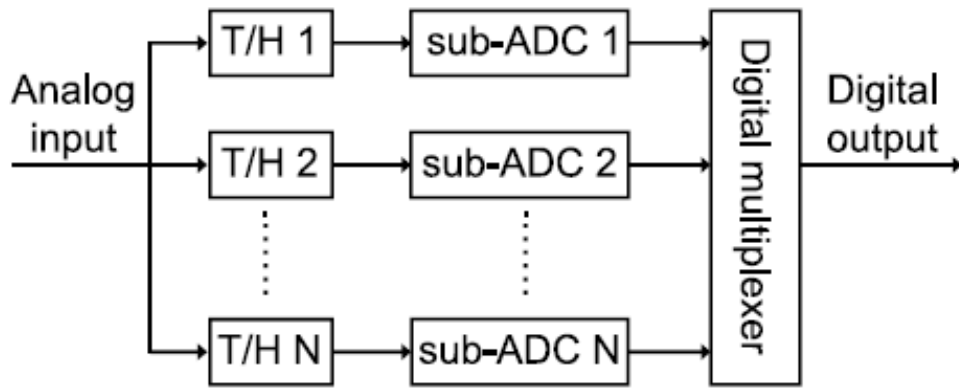 Analog
input
T/H 1
sub-ADC 1
T/H 2
sub-ADC 2
T/H N
sub-ADC N
Digital multiplexer
Digital
output